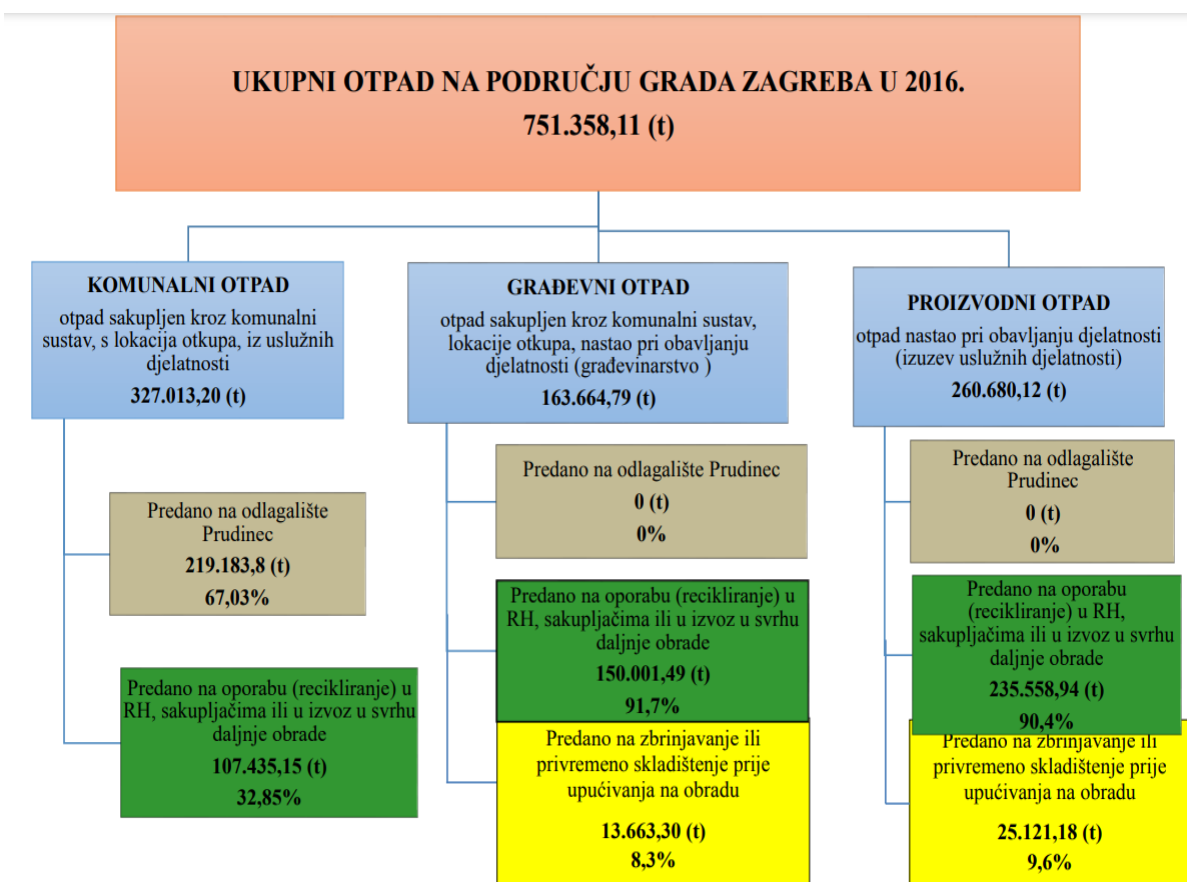 UKUPNI OTPAD NA PODRUČJU GRADA ZAGREBA U 2016.
751.358,11 (t)
KOMUNALNI OTPAD
otpad sakupljen kroz komunalni
sustav, s lokacija otkupa, iz uslužnih
djelatnosti
327.013,20 (t)
Predano na odlagalište
Prudinec
219.183,8 (t)
67,03%
Predano na oporabu (recikliranje) u
RH, sakupljačima ili u izvoz u svrhu
daljnje obrade
107.435,15 (t)
32,85%
GRAĐEVNI OTPAD
otpad sakupljen kroz komunalni sustav,
lokacije otkupa, nastao pri obavljanju
djelatnosti (građevinarstvo )
163.664,79 (t)
Predano na odlagalište Prudinec
0 (t)
0%
Predano na oporabu (recikliranje) u
RH, sakupljačima ili u izvoz u svrhu
daljnje obrade
150.001,49 (t)
91,7%
Predano na zbrinjavanje ili
privremeno skladištenje prije
upućivanja na obradu
13.663,30 (t)
8,3%
PROIZVODNI OTPAD
otpad nastao pri obavljanju djelatnosti
(izuzev uslužnih djelatnosti)
260.680,12 (t)
Predano na odlagalište
Prudinec
0 (t)
0%
Predano na oporabu
(recikliranje) u RH,
sakupljačima ili u izvoz u svrhu
daljnje obrade
235.558,94 (t)
90,4%
Predano na zbrinjavanje ili
privremeno skladištenje prije
upućivanja na obradu
25.121,18 (t)
9,6%